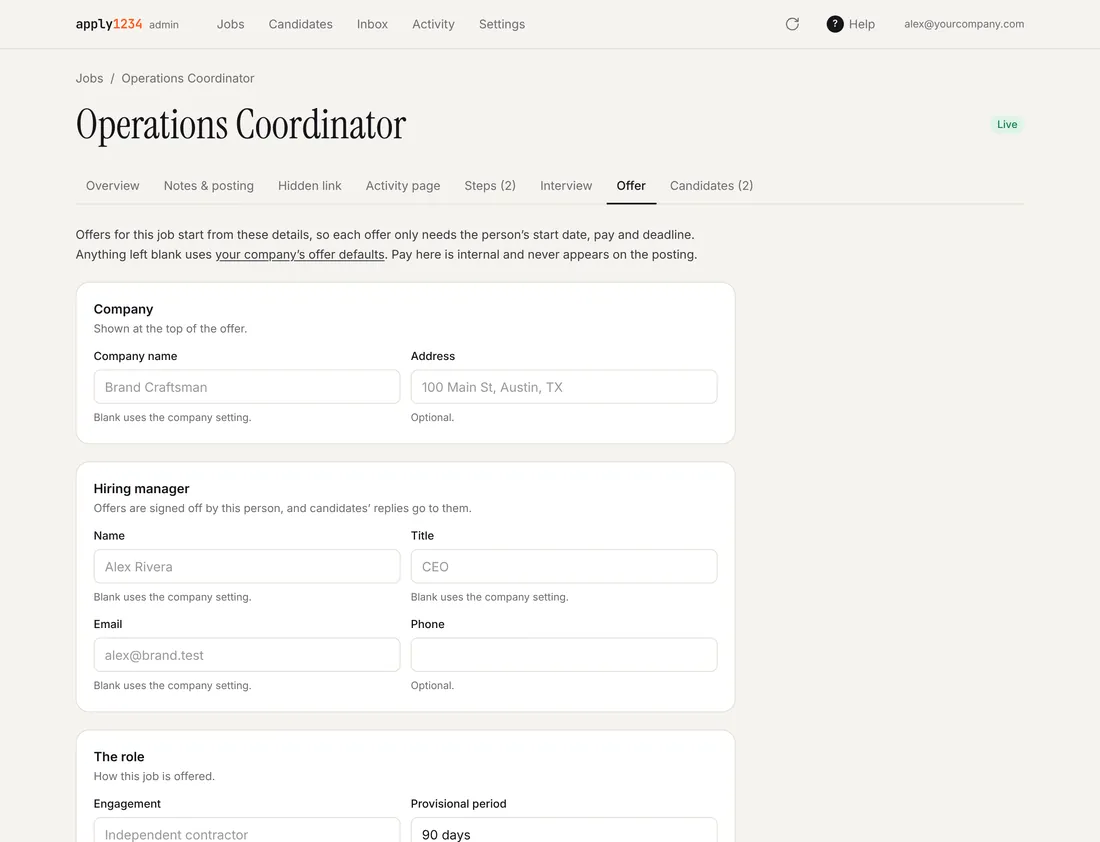 apply1234 admin Jobs Candidates Inbox Activity Settings ? Help alex@yourcompany.com
Jobs / Operations Coordinator
Operations Coordinator
Live
Overview Notes & posting Hidden link Activity page Steps (2) Interview Offer Candidates (2)
Offers for this job start from these details, so each offer only needs the person’s start date, pay and deadline.
Anything left blank uses your company’s offer defaults. Pay here is internal and never appears on the posting.
Company
Shown at the top of the offer.
Company name Address
Brand Craftsman 100 Main St, Austin, TX
Blank uses the company setting. Optional.
Hiring manager
Offers are signed off by this person, and candidates’ replies go to them.
Name Title
Alex Rivera CEO
Blank uses the company setting. Blank uses the company setting.
Email Phone
alex@brand.test
Blank uses the company setting. Optional.
The role
How this job is offered.
Engagement Provisional period
Independent contractor 90 days